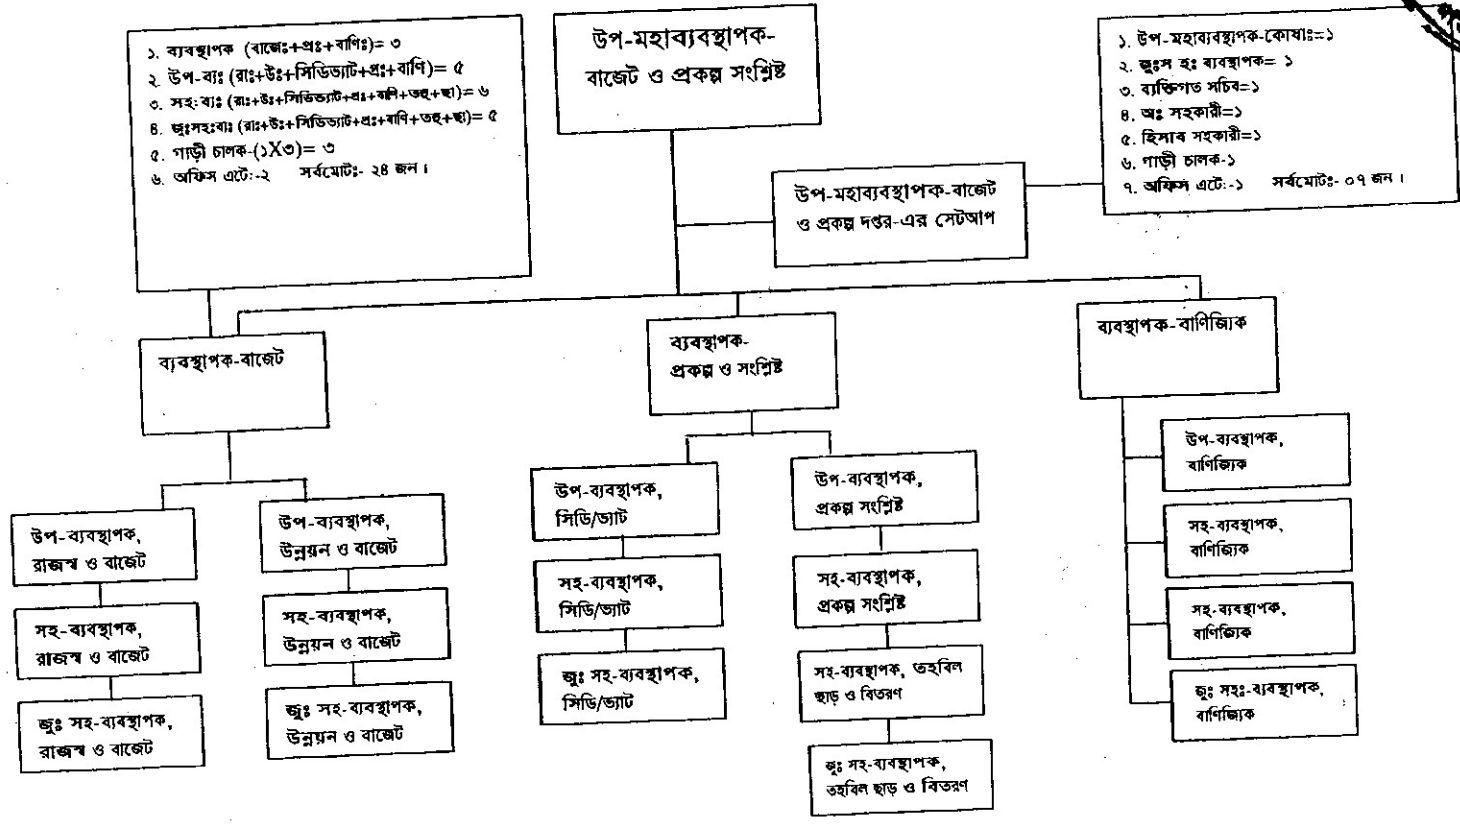 ১. ব্যবস্থাপক (বাজেঃ+প্রঃ+বাণিঃ)= ৩
২. উপ-ব্যঃ (রাঃ+উঃ+সিডিভ্যাট+প্রঃ+বাণি)= ৫
৩. সহঃব্যঃ (রাঃ+উঃ+সিভিভ্যাট+প্রঃ+বাণি+তহ+ছা)= ৬
৪. জুঃসহঃব্যঃ (রাঃ+উঃ+সিডিভ্যাট+প্রঃ+বাণি+তহ+ছা)= ৫
৫. গাড়ী চালক-(১X৩)= ৩
৬. অফিস এটেঃ-২ সর্বমোটঃ- ২৪ জন।
উপ-মহাব্যবস্থাপক-
বাজেট ও প্রকল্প সংশ্লিষ্ট
১. উপ-মহাব্যবস্থাপক-কোষাঃ=১
২. জুঃস হঃ ব্যবস্থাপক= ১
৩. ব্যক্তিগত সচিব=১
৪. অঃ সহকারী=১
৫. হিসাব সহকারী=১
৬. গাড়ী চালক-১
৭. অফিস এটেঃ-১ সর্বমোটঃ- ০৭ জন।
উপ-মহাব্যবস্থাপক-বাজেট
ও প্রকল্প দপ্তর-এর সেটআপ
ব্যবস্থাপক-বাজেট
ব্যবস্থাপক-
প্রকল্প ও সংশ্লিষ্ট
ব্যবস্থাপক-বাণিজ্যিক
উপ-ব্যবস্থাপক,
রাজস্ব ও বাজেট
সহ-ব্যবস্থাপক,
রাজস্ব ও বাজেট
জুঃ সহ-ব্যবস্থাপক,
রাজস্ব ও বাজেট
উপ-ব্যবস্থাপক,
উন্নয়ন ও বাজেট
সহ-ব্যবস্থাপক,
উন্নয়ন ও বাজেট
জুঃ সহ-ব্যবস্থাপক,
উন্নয়ন ও বাজেট
উপ-ব্যবস্থাপক,
সিডি/ভ্যাট
সহ-ব্যবস্থাপক,
সিডি/ভ্যাট
জুঃ সহ-ব্যবস্থাপক,
সিডি/ভ্যাট
উপ-ব্যবস্থাপক,
প্রকল্প সংশ্লিষ্ট
সহ-ব্যবস্থাপক,
প্রকল্প সংশ্লিষ্ট
সহ-ব্যবস্থাপক, তহবিল
ছাড় ও বিতরণ
জুঃ সহ-ব্যবস্থাপক,
তহবিল ছাড় ও বিতরণ
উপ-ব্যবস্থাপক,
বাণিজ্যিক
সহ-ব্যবস্থাপক,
বাণিজ্যিক
সহ-ব্যবস্থাপক,
বাণিজ্যিক
জুঃ সহঃ-ব্যবস্থাপক,
বাণিজ্যিক